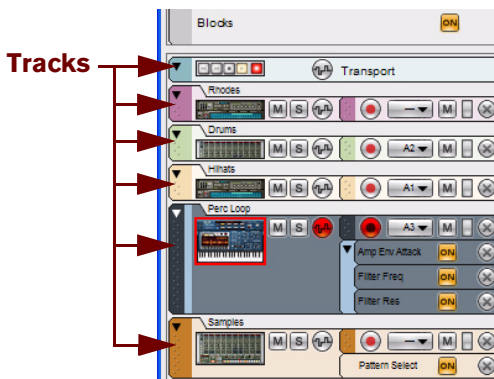 Blocks ON
Tracks
Transport
Rhodes
M S — M
Drums
M S A2 M
Hihats
M S A1 M
Perc Loop
M S A3 M
Amp Env Attack ON
Filter Freq ON
Filter Res ON
Samples
M S — M
Pattern Select ON